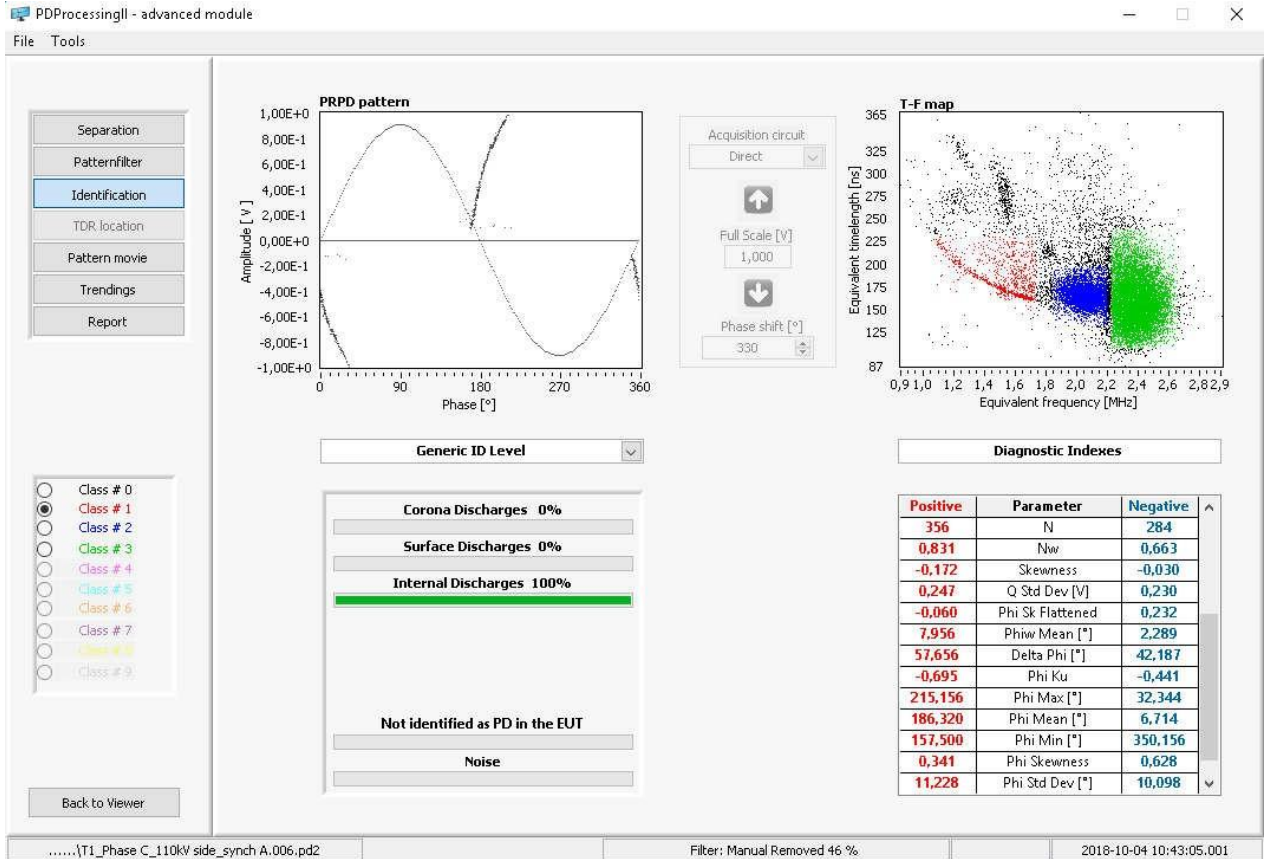 PDProcessingII - advanced module
File Tools
Separation
Patternfilter
Identification
TDR location
Pattern movie
Trendings
Report
Class # 0
Class # 1
Class # 2
Class # 3
Class # 4
Class # 5
Class # 6
Class # 7
Class # 8
Class # 9
Back to Viewer
PRPD pattern
Amplitude [ V ]
1,00E+0
8,00E-1
6,00E-1
4,00E-1
2,00E-1
0,00E+0
-2,00E-1
-4,00E-1
-6,00E-1
-8,00E-1
-1,00E+0
0 90 180 270 360
Phase [°]
Acquisition circuit
Direct
Full Scale [V]
1,000
Phase shift [°]
330
T-F map
Equivalent timelength [ns]
365
325
300
275
250
225
200
175
150
125
87
0,9 1,0 1,2 1,4 1,6 1,8 2,0 2,2 2,4 2,6 2,8 2,9
Equivalent frequency [MHz]
Generic ID Level
Corona Discharges 0%
Surface Discharges 0%
Internal Discharges 100%
Not identified as PD in the EUT
Noise
Diagnostic Indexes
Positive Parameter Negative
356 N 284
0,831 Nw 0,663
-0,172 Skewness -0,030
0,247 Q Std Dev [V] 0,230
-0,060 Phi Sk Flattened 0,232
7,956 Phiw Mean [°] 2,289
57,656 Delta Phi [°] 42,187
-0,695 Phi Ku -0,441
215,156 Phi Max [°] 32,344
186,320 Phi Mean [°] 6,714
157,500 Phi Min [°] 350,156
0,341 Phi Skewness 0,628
11,228 Phi Std Dev [°] 10,098
......\T1_Phase C_110kV side_synch A.006.pd2
Filter: Manual Removed 46 %
2018-10-04 10:43:05.001